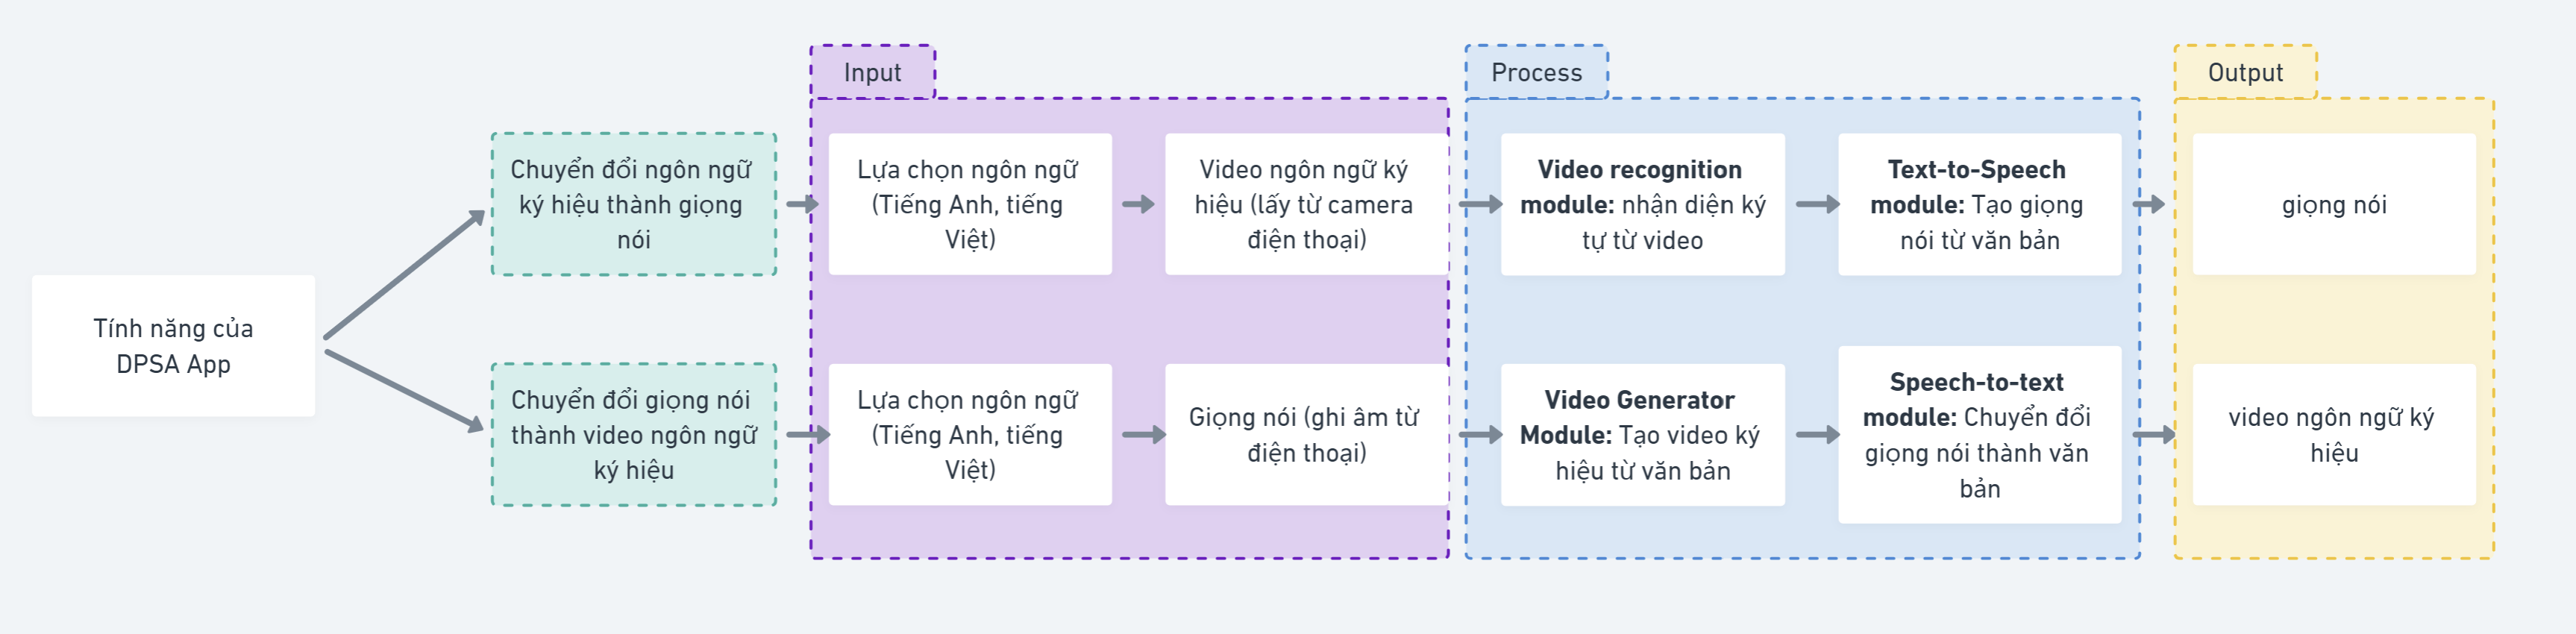 Input
Process
Output
Tính năng của
DPSA App
Chuyển đổi ngôn ngữ
ký hiệu thành giọng
nói
Lựa chọn ngôn ngữ
(Tiếng Anh, tiếng
Việt)
Video ngôn ngữ ký
hiệu (lấy từ camera
điện thoại)
Video recognition
module: nhận diện ký
tự từ video
Text-to-Speech
module: Tạo giọng
nói từ văn bản
giọng nói
Chuyển đổi giọng nói
thành video ngôn ngữ
ký hiệu
Lựa chọn ngôn ngữ
(Tiếng Anh, tiếng
Việt)
Giọng nói (ghi âm từ
điện thoại)
Video Generator
Module: Tạo video ký
hiệu từ văn bản
Speech-to-text
module: Chuyển đổi
giọng nói thành văn
bản
video ngôn ngữ ký
hiệu